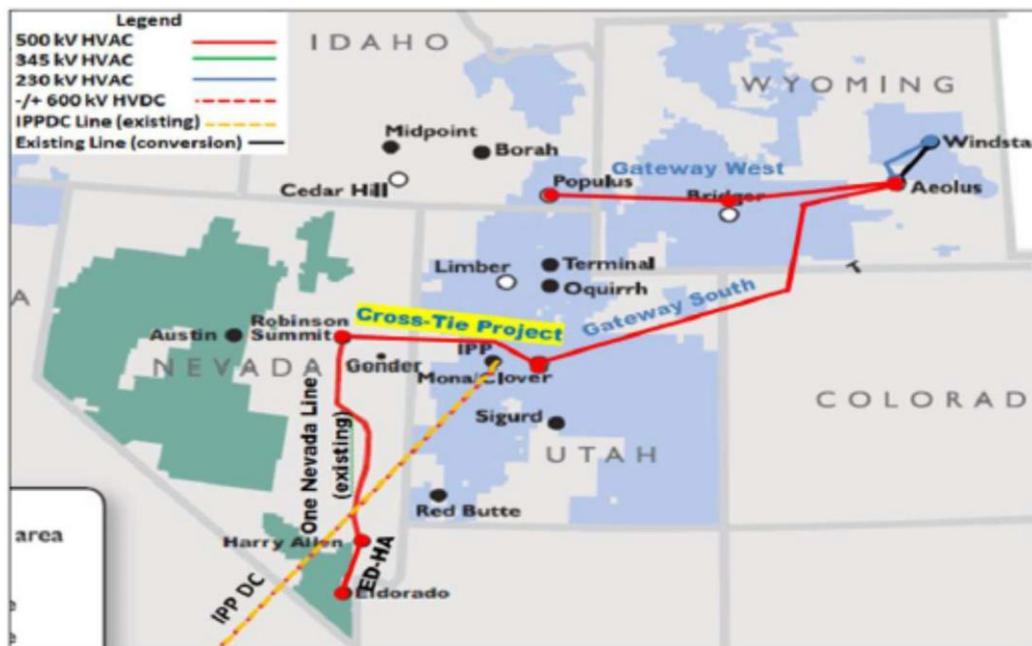 Legend
500 kV HVAC
345 kV HVAC
230 kV HVAC
-/+ 600 kV HVDC
IPPDC Line (existing)
Existing Line (conversion)
IDAHO
WYOMING
Midpoint
Borah
Windsta
Cedar Hill
Populus
Gateway West
Bridger
Aeolus
Limber
Terminal
Oquirrh
Gateway South
Cross-Tie Project
Austin
Robinson
Summit
IPP
Gonder
Mona/Clover
NEVADA
COLORAD
Sigurd
UTAH
One Nevada Line
(existing)
Red Butte
Harry Allen
ED-HA
Eldorado
IPP DC
A
area
e
e